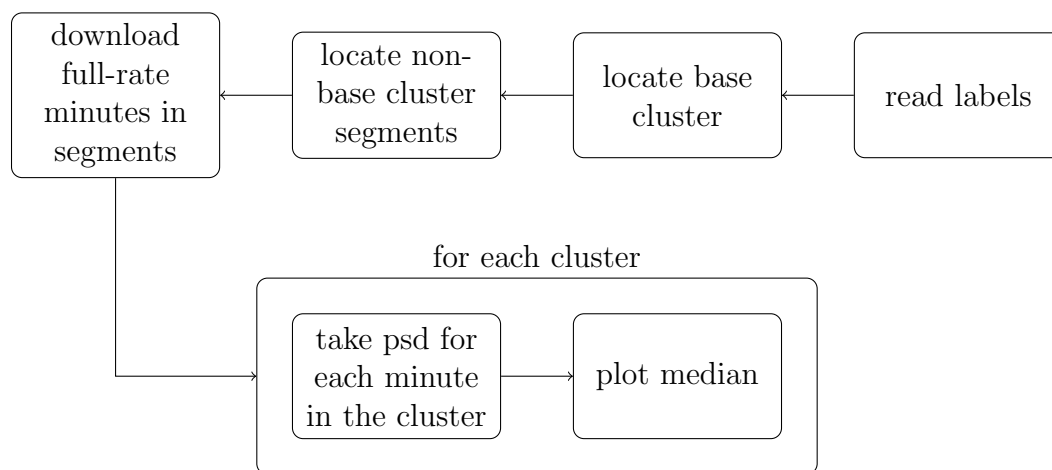 download
full-rate
minutes in
segments
locate non-
base cluster
segments
locate base
cluster
read labels
for each cluster
take psd for
each minute
in the cluster
plot median